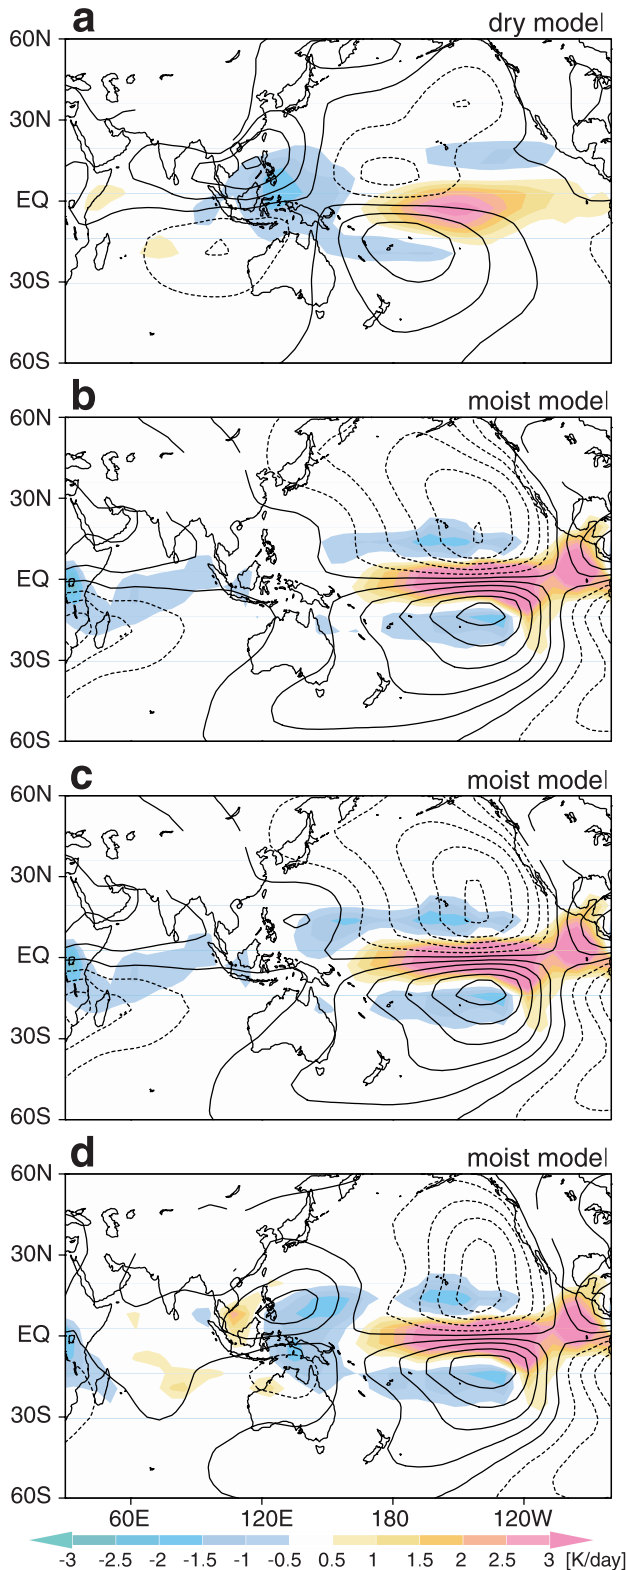 a
dry model
60N
30N
EQ
30S
60S
b
moist model
60N
30N
EQ
30S
60S
c
moist model
60N
30N
EQ
30S
60S
d
moist model
60N
30N
EQ
30S
60S
60E 120E 180 120W
-3 -2.5 -2 -1.5 -1 -0.5 0.5 1 1.5 2 2.5 3 [K/day]